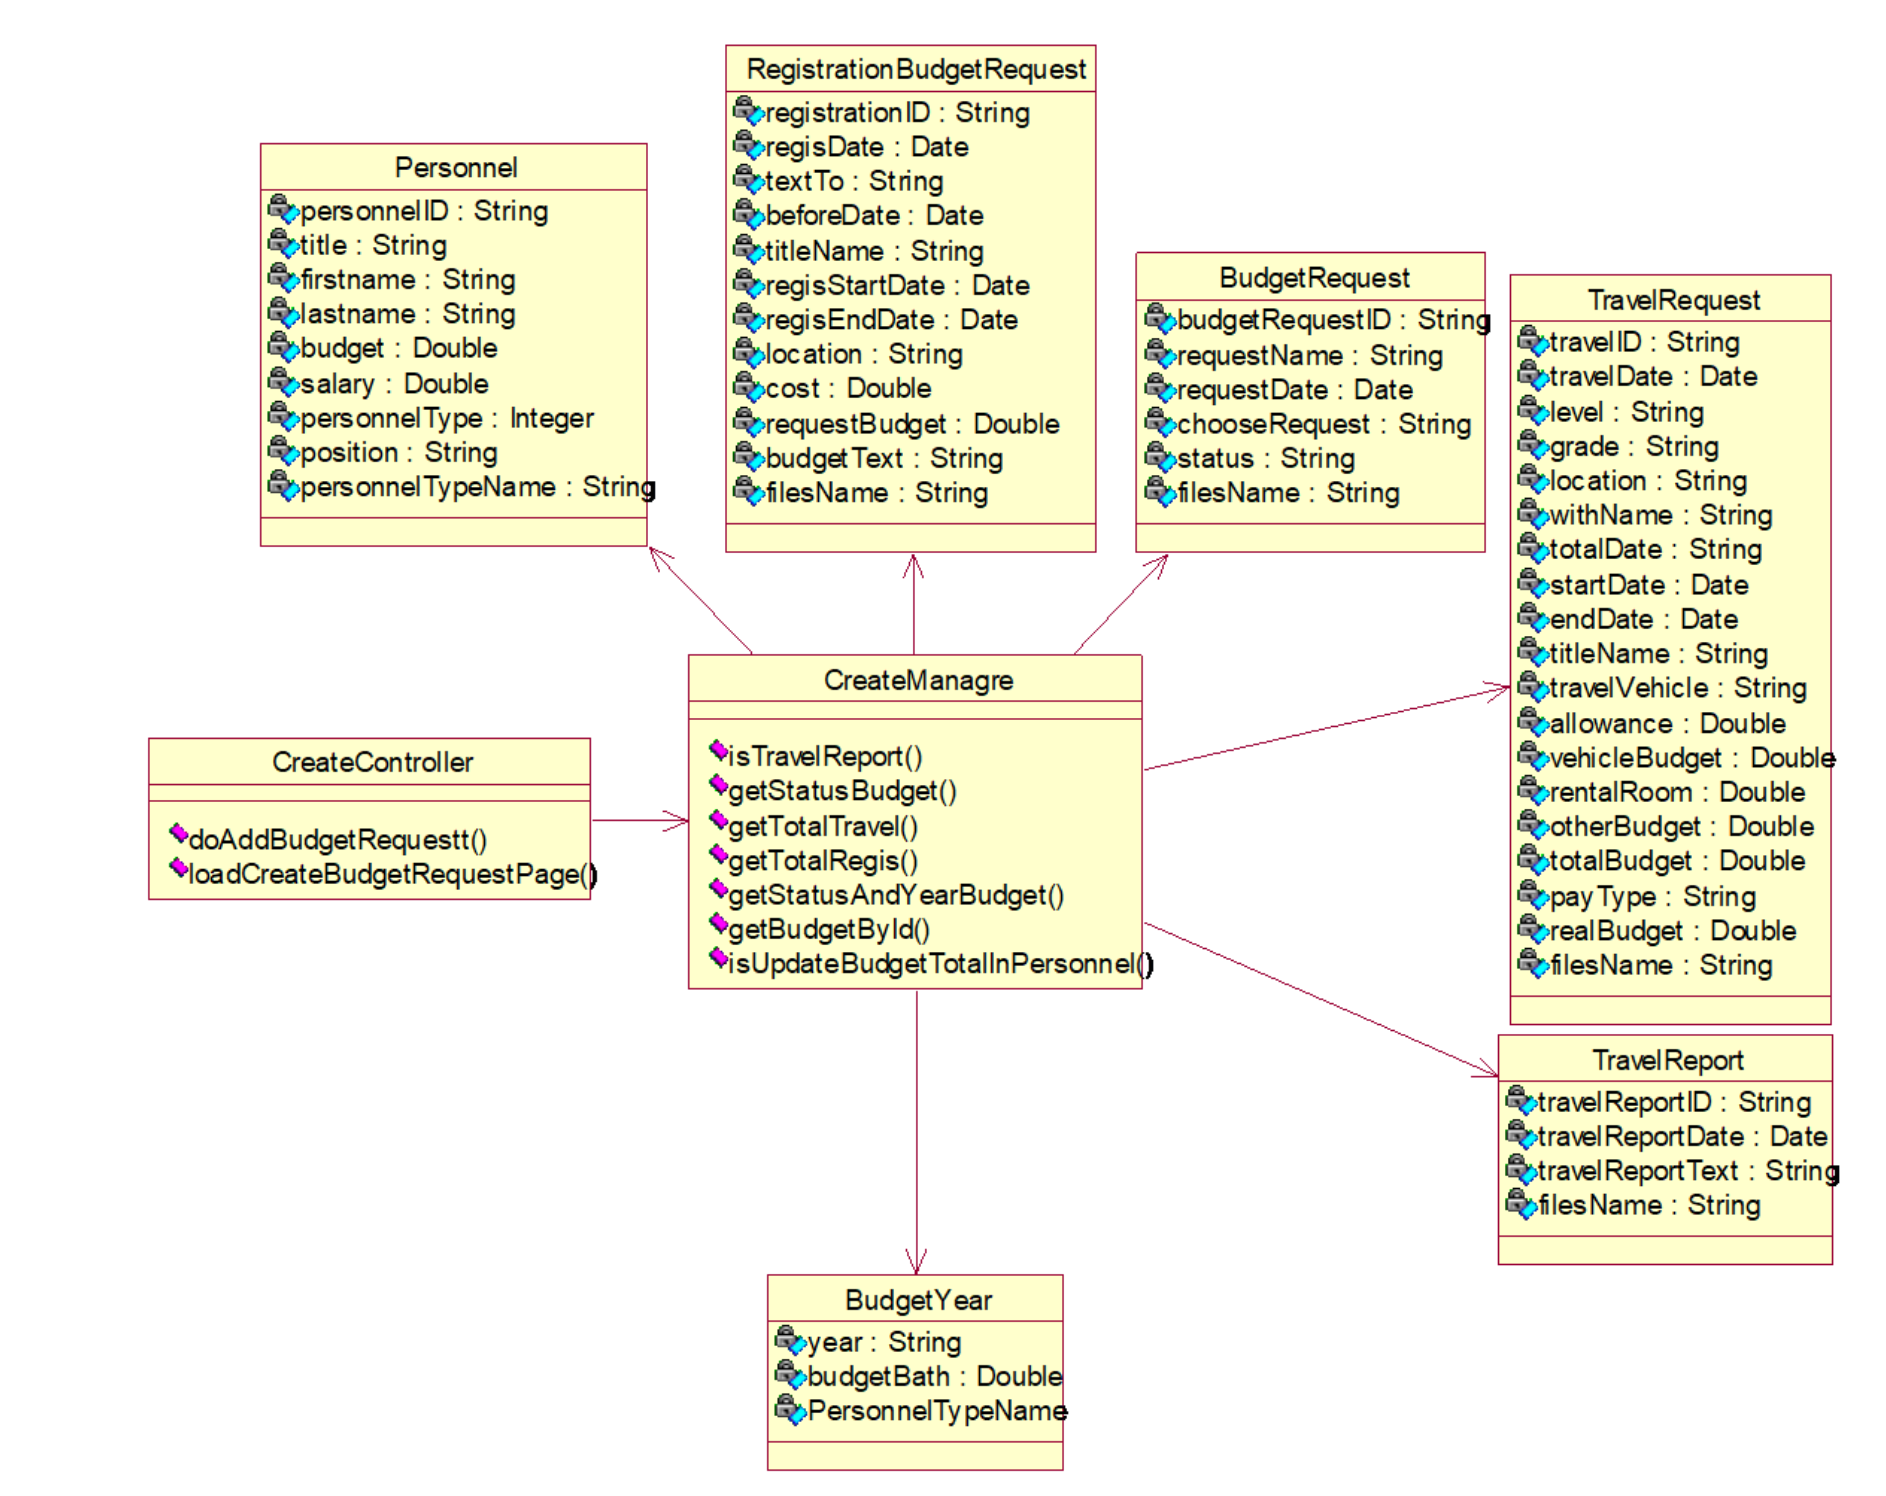 RegistrationBudgetRequest
registrationID : String
regisDate : Date
textTo : String
beforeDate : Date
titleName : String
regisStartDate : Date
regisEndDate : Date
location : String
cost : Double
requestBudget : Double
budgetText : String
filesName : String
Personnel
personnelID : String
title : String
firstname : String
lastname : String
budget : Double
salary : Double
personnelType : Integer
position : String
personnelTypeName : String
BudgetRequest
budgetRequestID : String
requestName : String
requestDate : Date
chooseRequest : String
status : String
filesName : String
TravelRequest
travelID : String
travelDate : Date
level : String
grade : String
location : String
withName : String
totalDate : String
startDate : Date
endDate : Date
titleName : String
travelVehicle : String
allowance : Double
vehicleBudget : Double
rentalRoom : Double
otherBudget : Double
totalBudget : Double
payType : String
realBudget : Double
filesName : String
CreateManagre
isTravelReport()
getStatusBudget()
getTotalTravel()
getTotalRegis()
getStatusAndYearBudget()
getBudgetById()
isUpdateBudgetTotalInPersonnel()
CreateController
doAddBudgetRequestt()
loadCreateBudgetRequestPage()
TravelReport
travelReportID : String
travelReportDate : Date
travelReportText : String
filesName : String
BudgetYear
year : String
budgetBath : Double
PersonnelTypeName